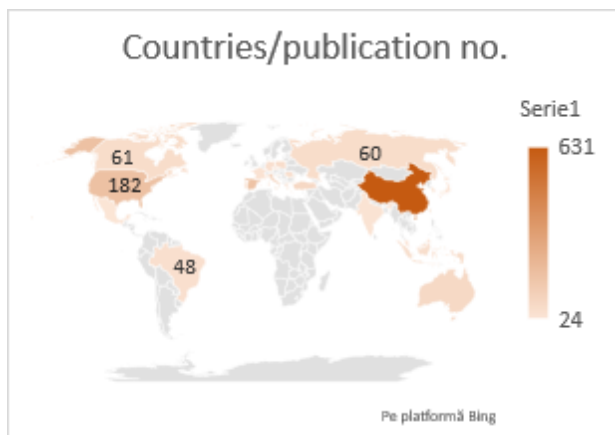 Countries/publication no.
Serie1
631
24
61
60
182
48
Pe platformă Bing